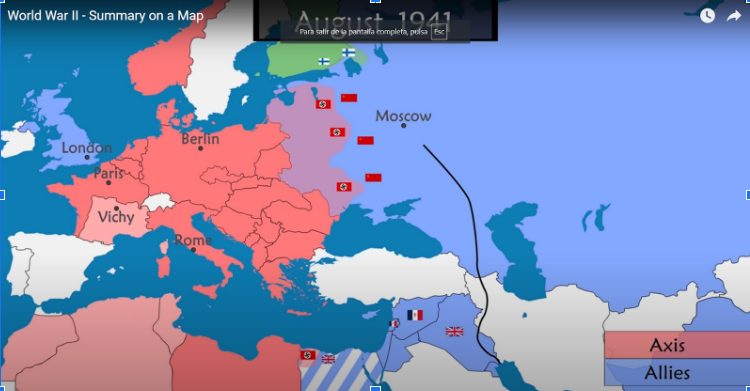 World War II - Summary on a Map
August 1941
Para salir de la pantalla completa, pulsa Esc
Moscow
London
Berlin
Paris
Vichy
Rome
Axis
Allies